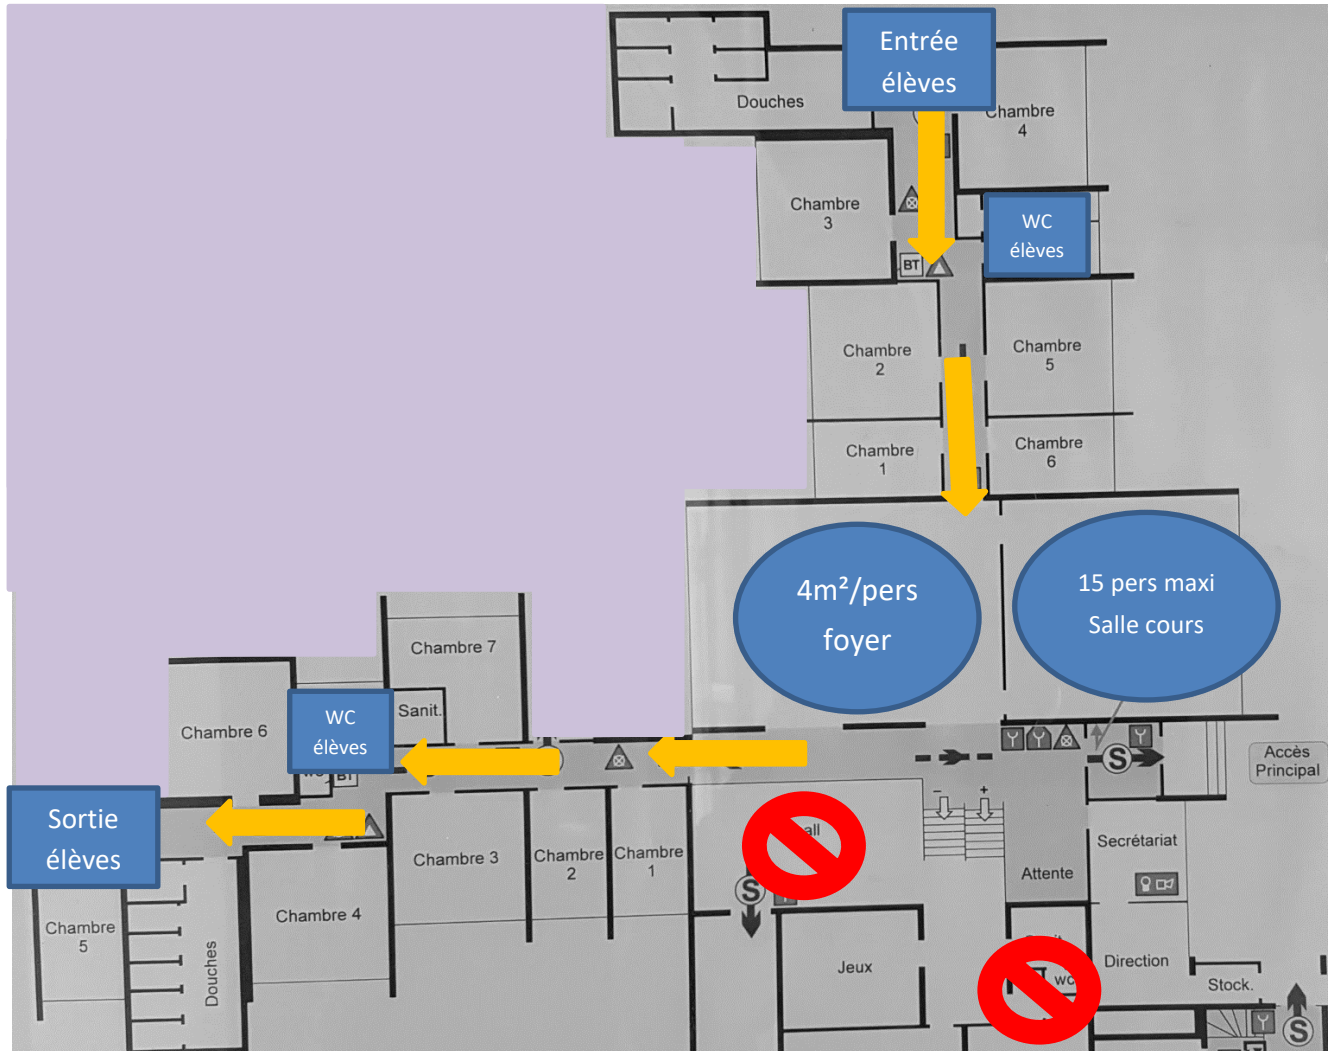 Entrée
élèves
Douches
Chambre
4
Chambre
3
WC
élèves
BT
Chambre
2
Chambre
5
Chambre
1
Chambre
6
4m²/pers
foyer
15 pers maxi
Salle cours
Chambre 7
Sanit.
Chambre 6
WC
élèves
BT
S
Accès
Principal
Sortie
élèves
- +
Chambre 3
Chambre
2
Chambre
1
Secrétariat
Attente
S
Chambre 4
Chambre
5
Douches
Jeux
wc
Direction
Stock.
S